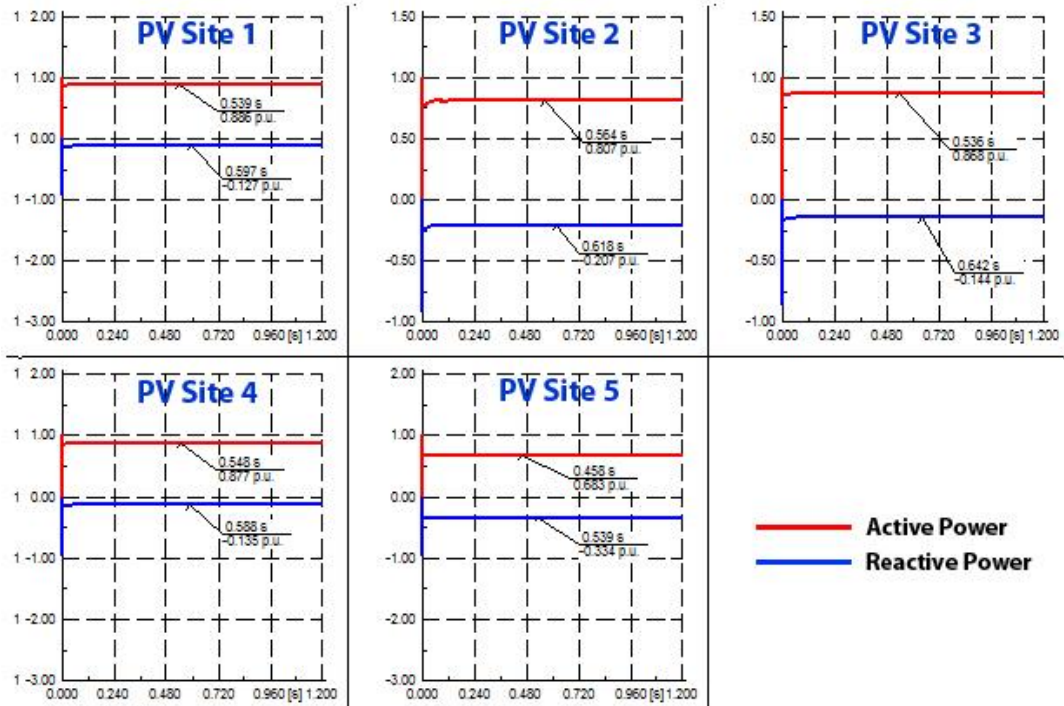 PV Site 1
1 2.00
1 1.00
1 0.00
1 -1.00
1 -2.00
1 -3.00
0.539 s
0.886 p.u.
0.597 s
-0.127 p.u.
0.000 0.240 0.480 0.720 0.960 [s] 1.200
PV Site 2
1.50
1.00
0.50
0.00
-0.50
-1.00
0.564 s
0.807 p.u.
0.618 s
-0.207 p.u.
0.000 0.240 0.480 0.720 0.960 [s] 1.200
PV Site 3
1.50
1.00
0.50
0.00
-0.50
-1.00
0.536 s
0.868 p.u.
0.642 s
-0.144 p.u.
0.000 0.240 0.480 0.720 0.960 [s] 1.200
PV Site 4
1 2.00
1 1.00
1 0.00
1 -1.00
1 -2.00
1 -3.00
0.548 s
0.877 p.u.
0.588 s
-0.135 p.u.
0.000 0.240 0.480 0.720 0.960 [s] 1.200
PV Site 5
2.00
1.00
0.00
-1.00
-2.00
-3.00
0.458 s
0.683 p.u.
0.539 s
-0.334 p.u.
0.000 0.240 0.480 0.720 0.960 [s] 1.200
Active Power
Reactive Power